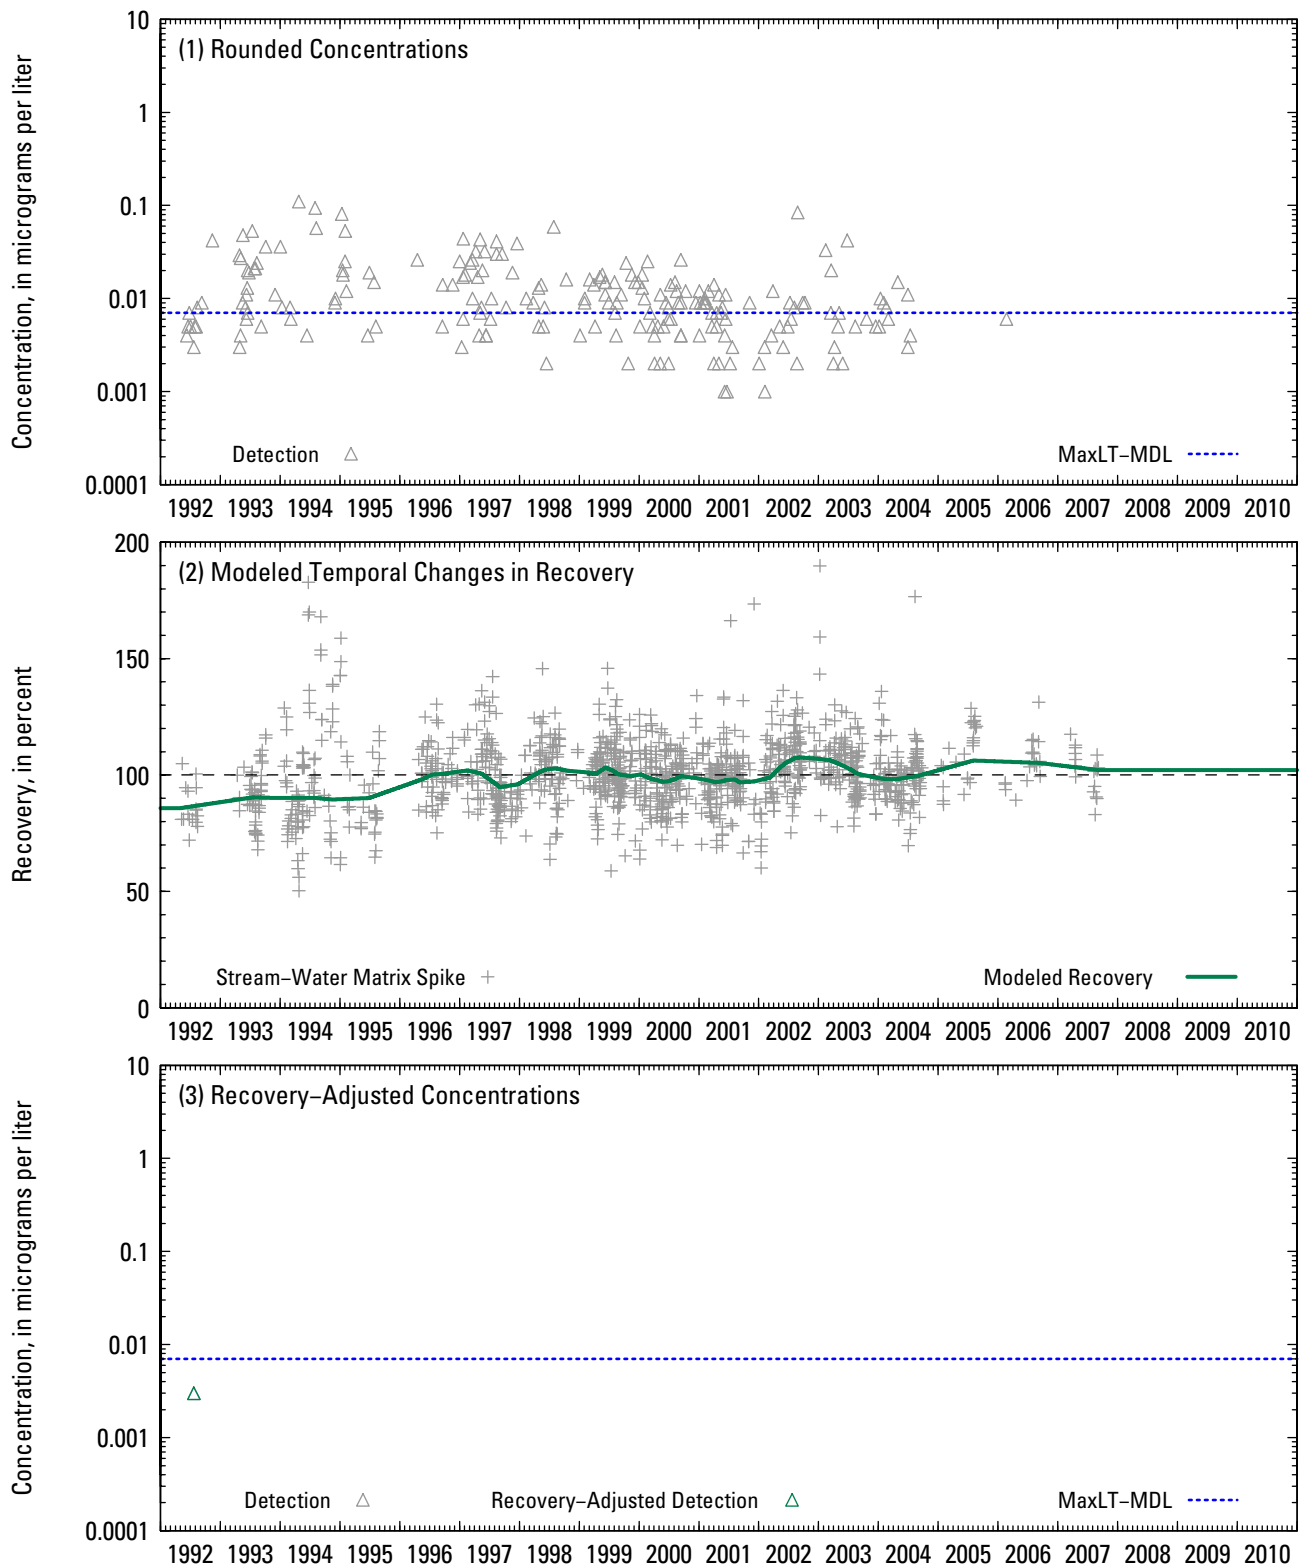 (1) Rounded Concentrations
Concentration, in micrograms per liter
10
1
0.1
0.01
0.001
0.0001
Detection
MaxLT–MDL
1992 1993 1994 1995 1996 1997 1998 1999 2000 2001 2002 2003 2004 2005 2006 2007 2008 2009 2010
(2) Modeled Temporal Changes in Recovery
Recovery, in percent
200
150
100
50
0
Stream–Water Matrix Spike
Modeled Recovery
1992 1993 1994 1995 1996 1997 1998 1999 2000 2001 2002 2003 2004 2005 2006 2007 2008 2009 2010
(3) Recovery–Adjusted Concentrations
Concentration, in micrograms per liter
10
1
0.1
0.01
0.001
0.0001
Detection
Recovery–Adjusted Detection
MaxLT–MDL
1992 1993 1994 1995 1996 1997 1998 1999 2000 2001 2002 2003 2004 2005 2006 2007 2008 2009 2010